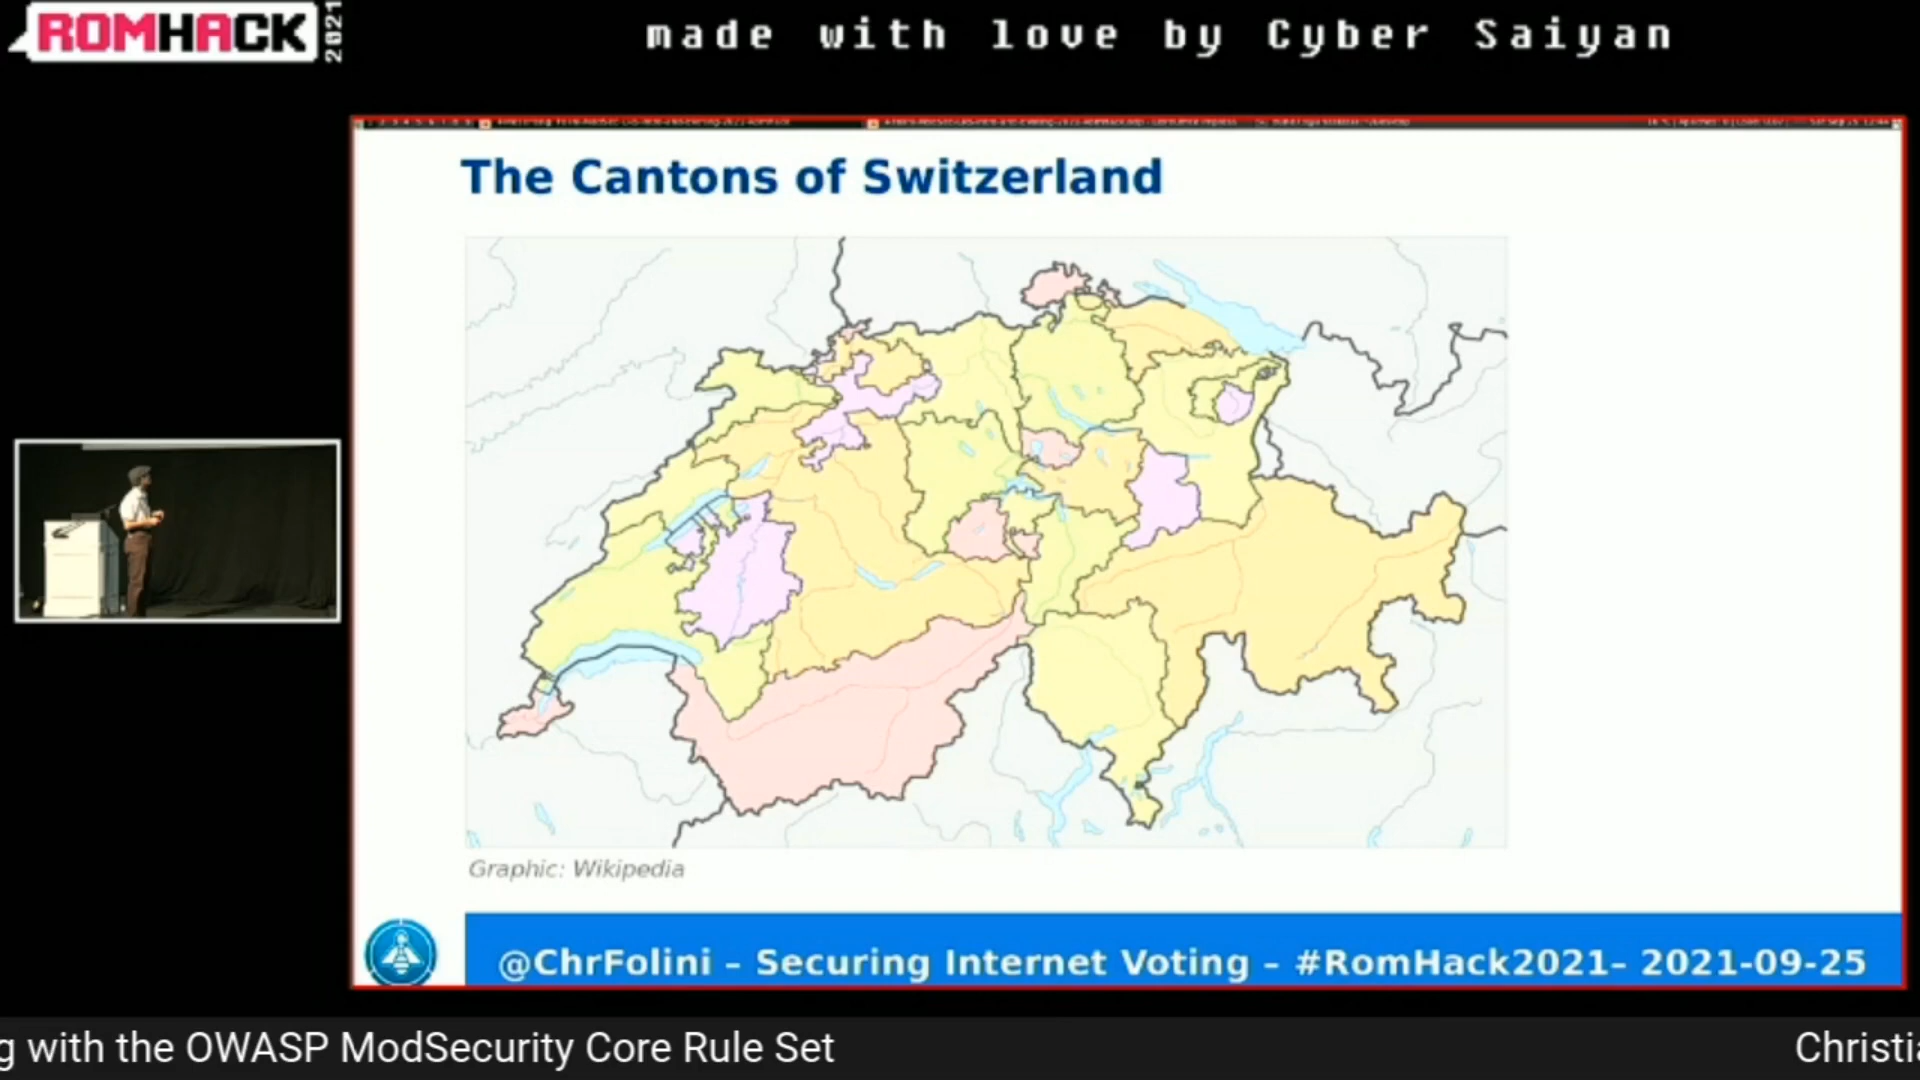 ROMHACK
2021
made with love by Cyber Saiyan
The Cantons of Switzerland
Graphic: Wikipedia
@ChrFolini – Securing Internet Voting – #RomHack2021– 2021-09-25
g with the OWASP ModSecurity Core Rule Set
Christia